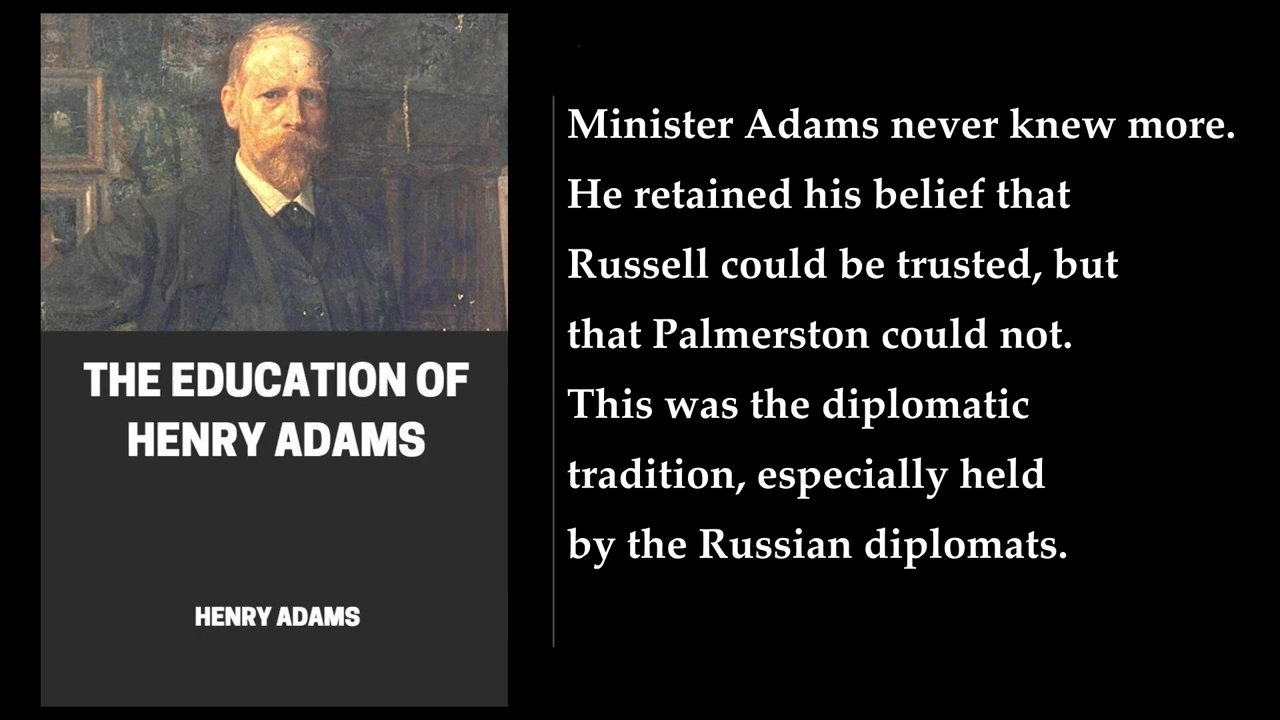 THE EDUCATION OF
HENRY ADAMS
HENRY ADAMS
Minister Adams never knew more.
He retained his belief that
Russell could be trusted, but
that Palmerston could not.
This was the diplomatic
tradition, especially held
by the Russian diplomats.